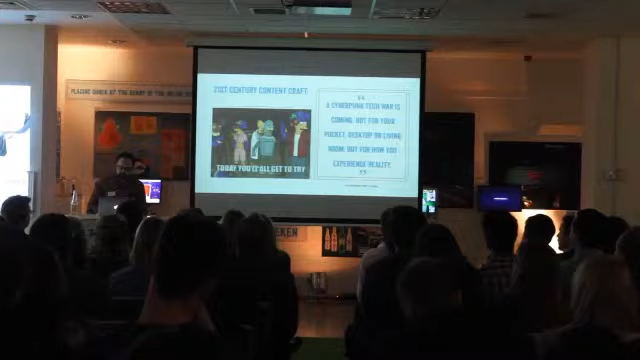 21ST CENTURY CONTENT CRAFT:
TODAY YOU'LL ALL GET TO TRY
A CYBERPUNK TECH WAR IS
COMING, NOT FOR YOUR
POCKET, DESKTOP OR LIVING
ROOM, BUT FOR HOW YOU
EXPERIENCE REALITY.